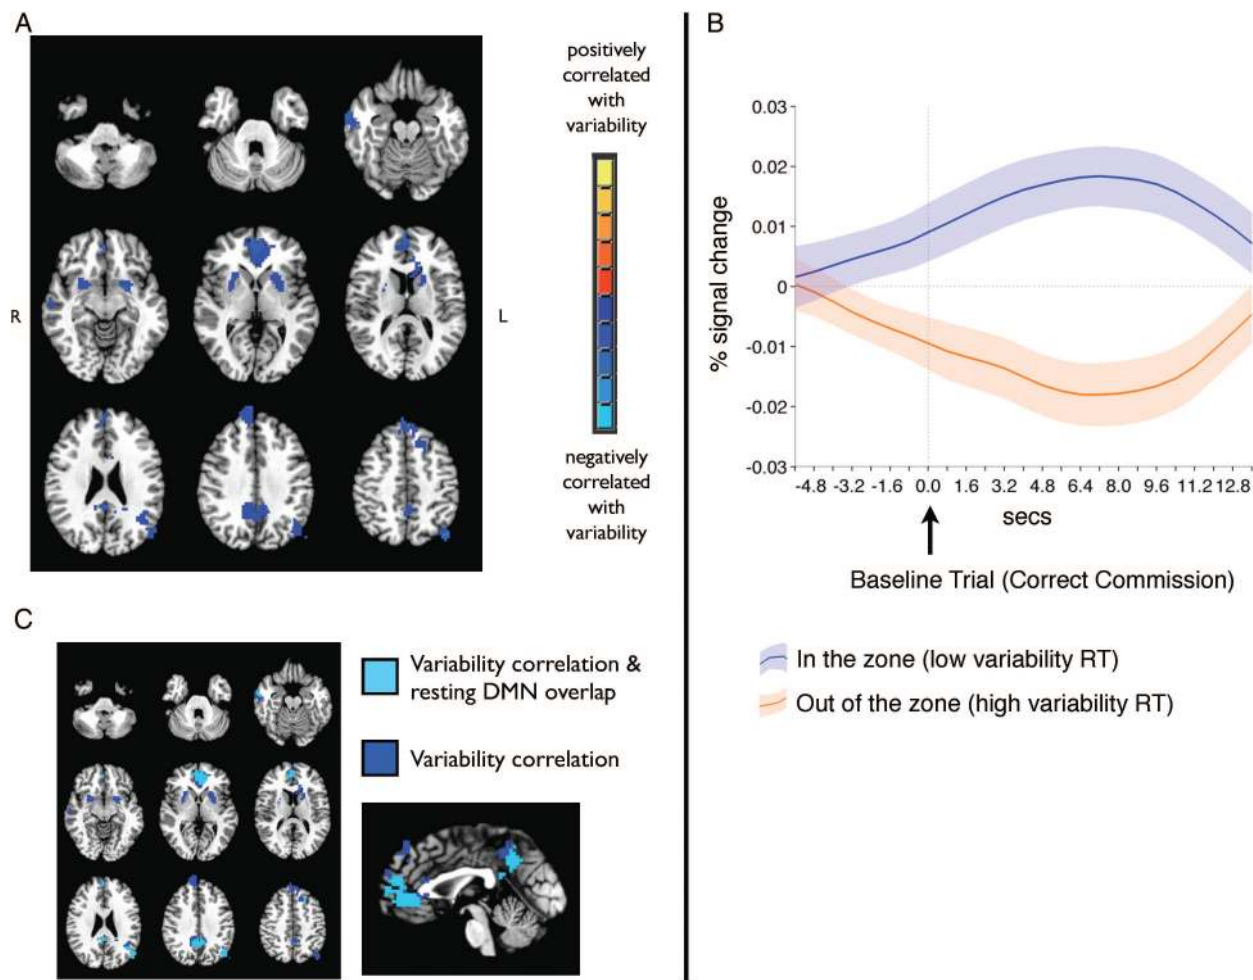 A
positively
correlated
with
variability
R
L
negatively
correlated
with
variability
B
0.03
0.02
0.01
0
-0.01
-0.02
-0.03
% signal change
-4.8 -3.2 -1.6 0.0 1.6 3.2 4.8 6.4 8.0 9.6 11.2 12.8
secs
Baseline Trial (Correct Commission)
In the zone (low variability RT)
Out of the zone (high variability RT)
C
Variability correlation &
resting DMN overlap
Variability correlation